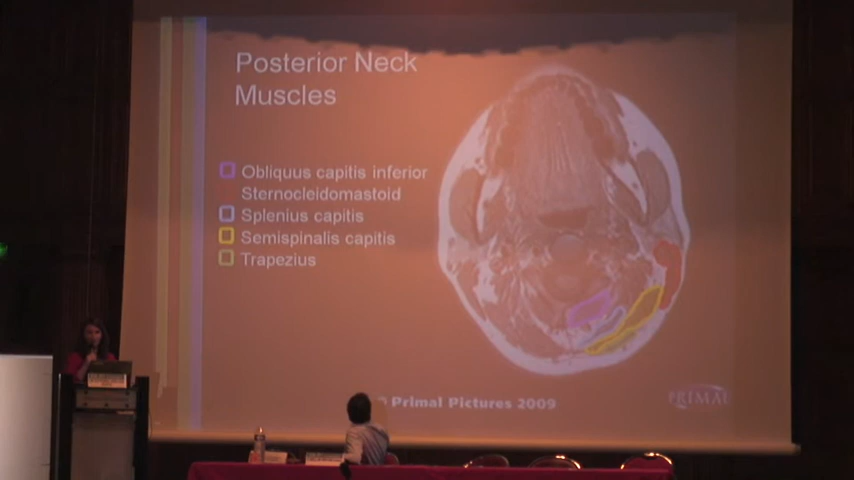 Posterior Neck
Muscles
Obliquus capitis inferior
Sternocleidomastoid
Splenius capitis
Semispinalis capitis
Trapezius
Primal Pictures 2009
PRIMAL